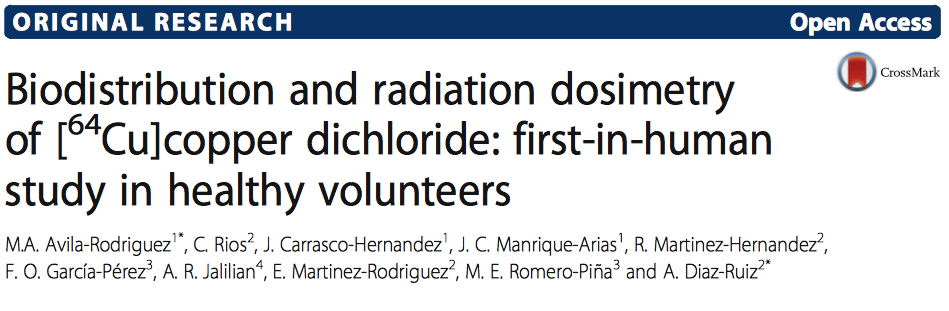 ORIGINAL RESEARCH
Open Access
CrossMark
Biodistribution and radiation dosimetry
of [⁶⁴Cu]copper dichloride: first-in-human
study in healthy volunteers
M.A. Avila-Rodriguez¹*, C. Rios², J. Carrasco-Hernandez¹, J. C. Manrique-Arias¹, R. Martinez-Hernandez²,
F. O. García-Pérez³, A. R. Jalilian⁴, E. Martinez-Rodriguez², M. E. Romero-Piña³ and A. Diaz-Ruiz²*